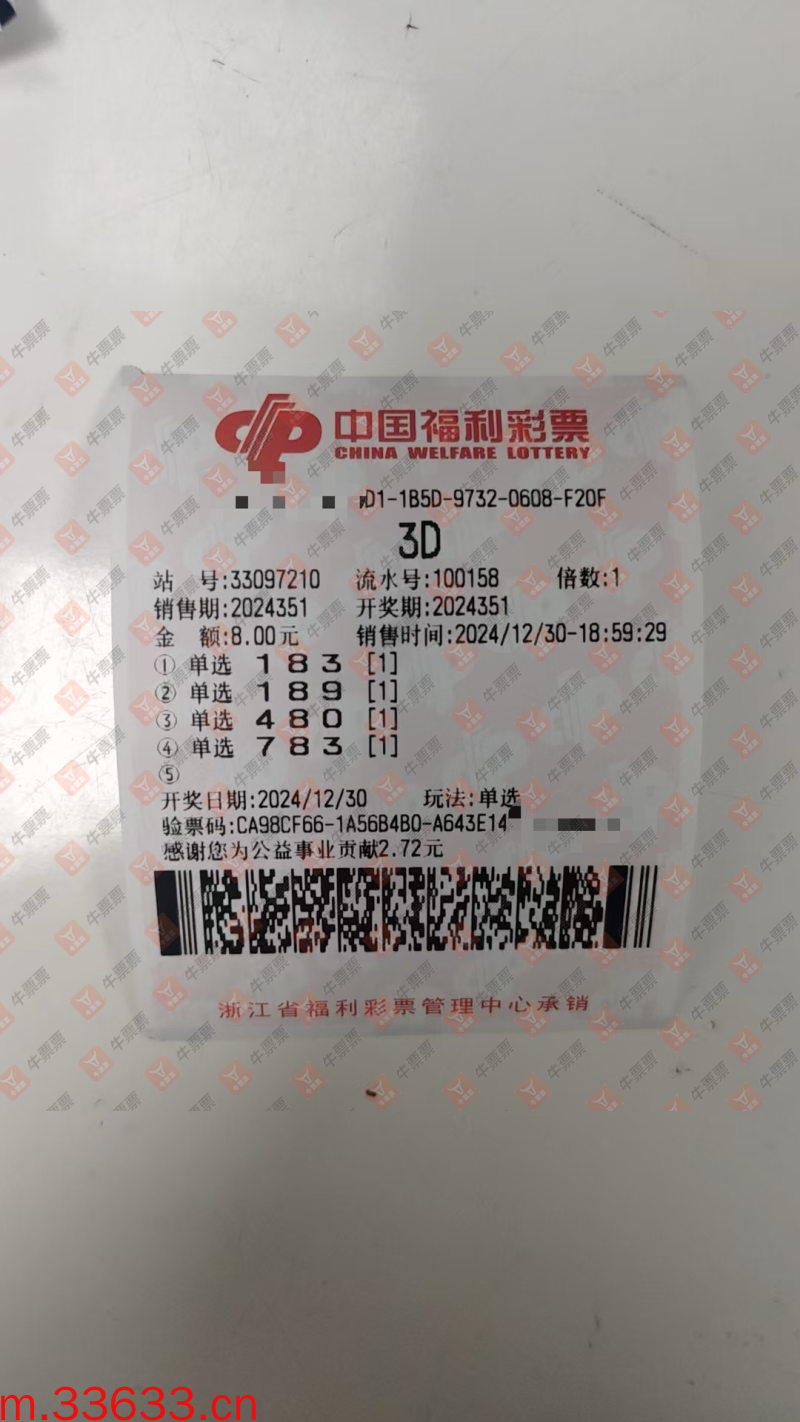 中国福利彩票
CHINA WELFARE LOTTERY
D1-1B5D-9732-0608-F20F
3D
站 号:33097210 流水号:100158 倍数:1
销售期:2024351 开奖期:2024351
金 额:8.00元 销售时间:2024/12/30-18:59:29
① 单选 1 8 3 [1]
② 单选 1 8 9 [1]
③ 单选 4 8 0 [1]
④ 单选 7 8 3 [1]
⑤
开奖日期:2024/12/30 玩法:单选
验票码:CA98CF66-1A56B4B0-A643E14
感谢您为公益事业贡献2.72元
浙江省福利彩票管理中心承销
牛票票
m.33633.cn